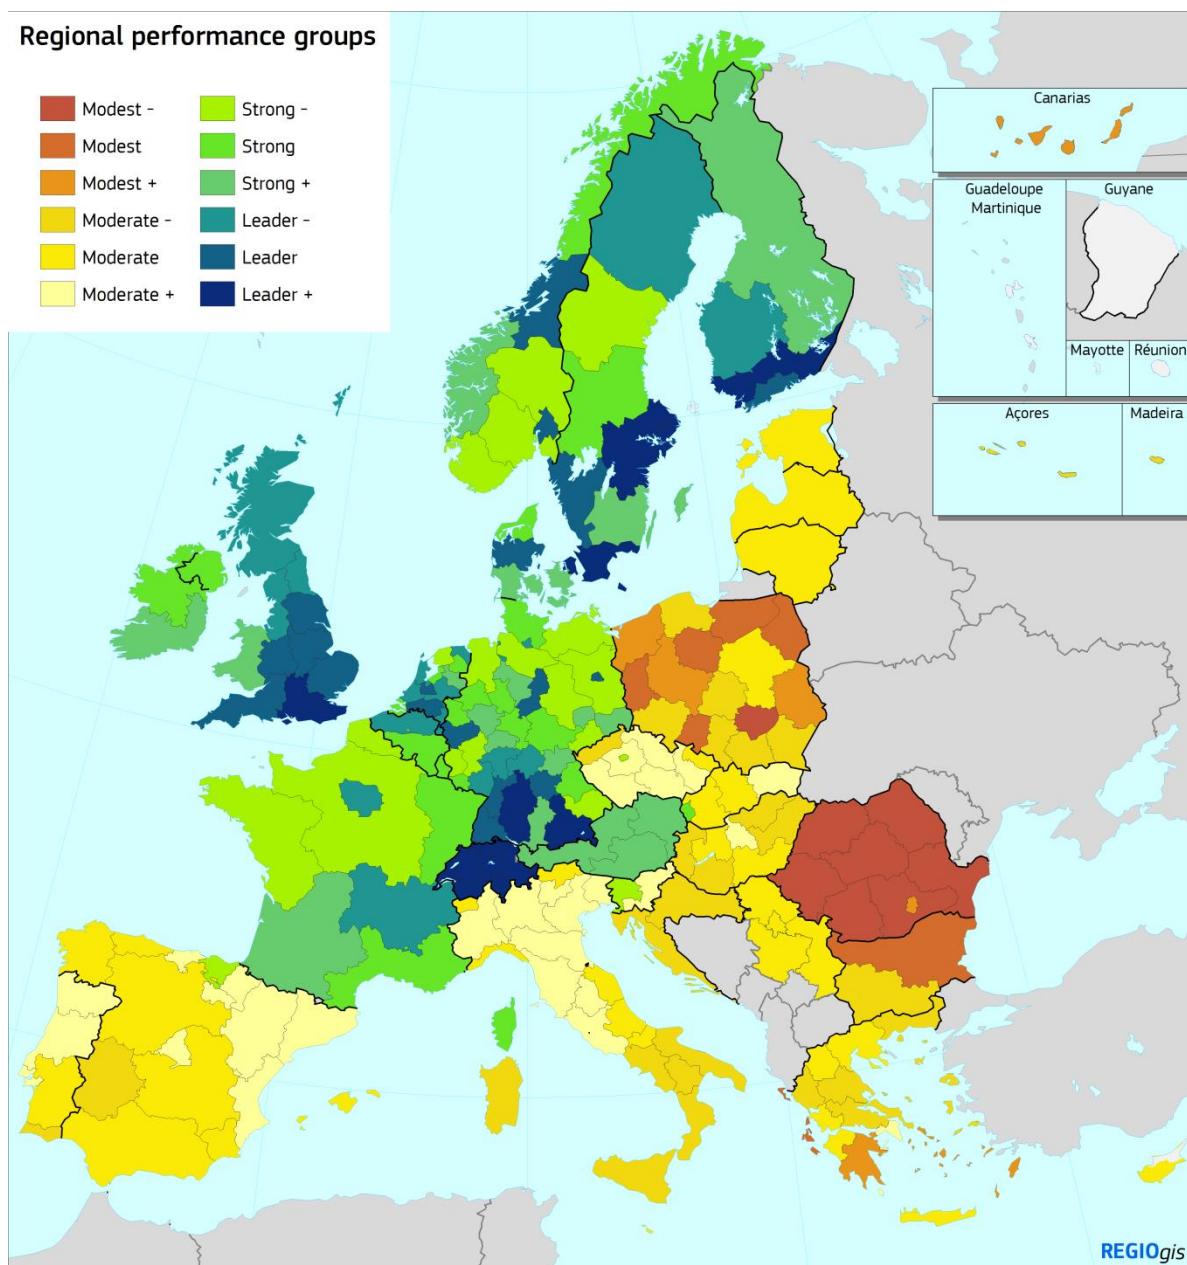 Regional performance groups
Modest -
Modest
Modest +
Moderate -
Moderate
Moderate +
Strong -
Strong
Strong +
Leader -
Leader
Leader +
Canarias
Guadeloupe
Martinique
Guyane
Mayotte
Réunion
Açores
Madeira
REGIOgis